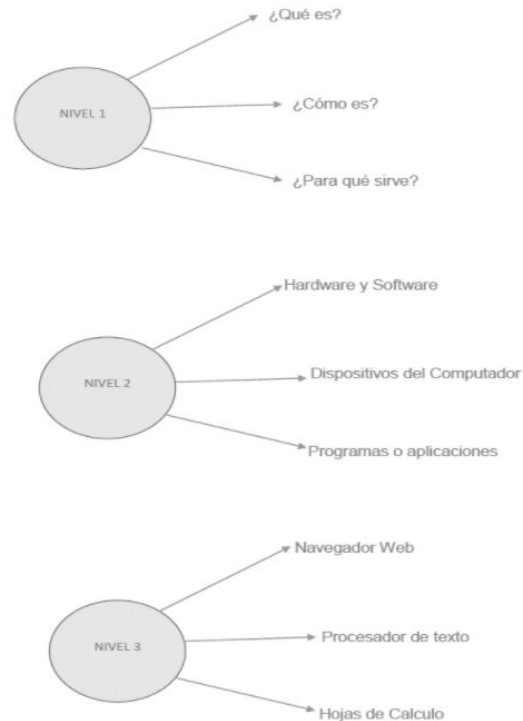 ¿Qué es?
NIVEL 1
¿Cómo es?
¿Para qué sirve?
Hardware y Software
NIVEL 2
Dispositivos del Computador
Programas o aplicaciones
Navegador Web
NIVEL 3
Procesador de texto
Hojas de Calculo